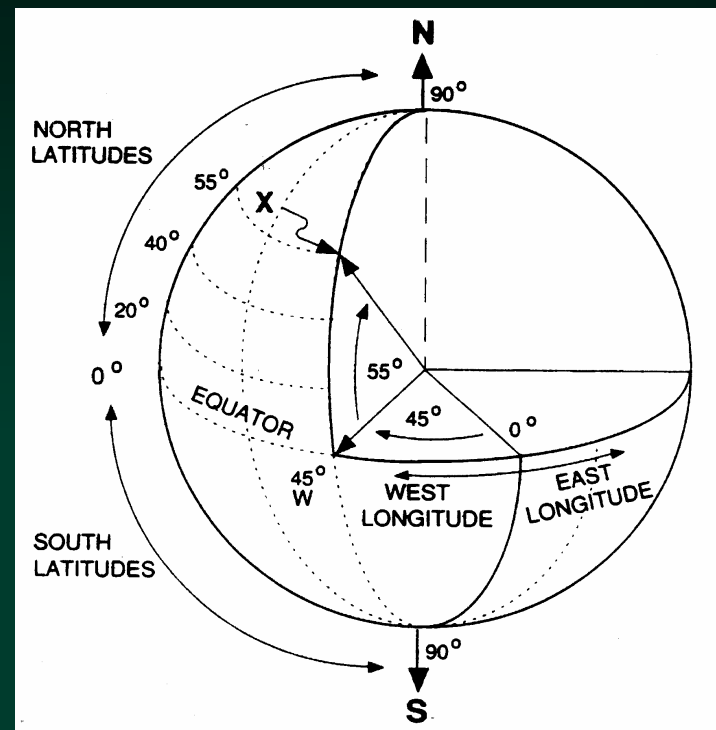 N
90°
NORTH
LATITUDES
55°
X
40°
20°
0°
55°
EQUATOR
45°
0°
45°
W
WEST
LONGITUDE
EAST
LONGITUDE
SOUTH
LATITUDES
90°
S